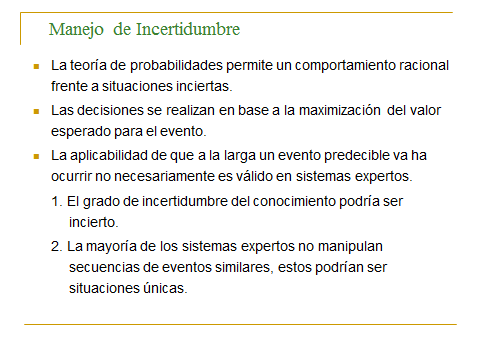 Manejo de Incertidumbre
La teoría de probabilidades permite un comportamiento racional
frente a situaciones inciertas.
Las decisiones se realizan en base a la maximización del valor
esperado para el evento.
La aplicabilidad de que a la larga un evento predecible va ha
ocurrir no necesariamente es válido en sistemas expertos.
1. El grado de incertidumbre del conocimiento podría ser
incierto.
2. La mayoría de los sistemas expertos no manipulan
secuencias de eventos similares, estos podrían ser
situaciones únicas.